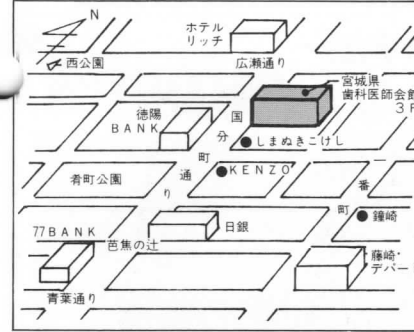 N
ホテル
リッチ
西公園
広瀬通り
宮城県
歯科医師会館
3F
徳陽
BANK
国分町通り
しまぬきこけし
肴町公園
KENZO
一番町
鐘崎
77BANK
芭焦の辻
日銀
藤崎・
デパー
青葉通り